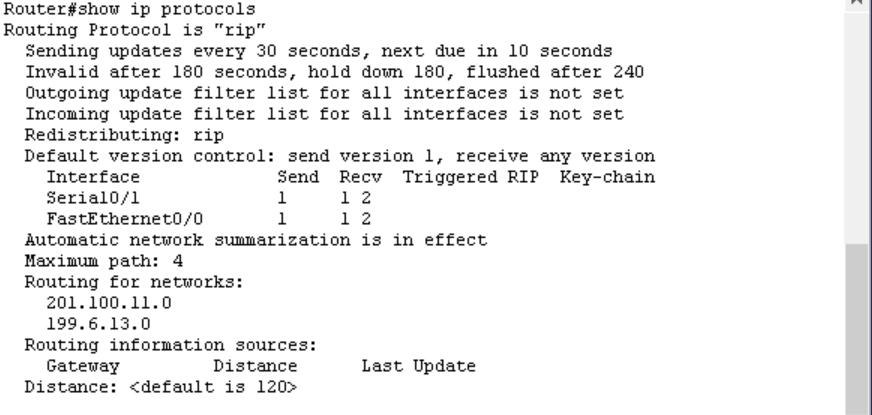 Router#show ip protocols
Routing Protocol is "rip"
Sending updates every 30 seconds, next due in 10 seconds
Invalid after 180 seconds, hold down 180, flushed after 240
Outgoing update filter list for all interfaces is not set
Incoming update filter list for all interfaces is not set
Redistributing: rip
Default version control: send version 1, receive any version
Interface Send Recv Triggered RIP Key-chain
Serial0/1 1 1 2
FastEthernet0/0 1 1 2
Automatic network summarization is in effect
Maximum path: 4
Routing for networks:
201.100.11.0
199.6.13.0
Routing information sources:
Gateway Distance Last Update
Distance: <default is 120>